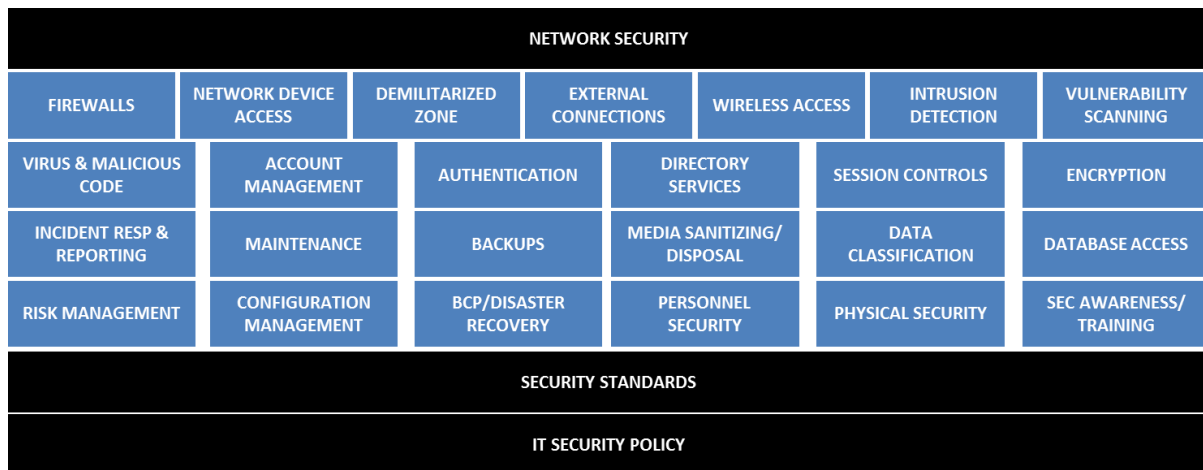 NETWORK SECURITY
FIREWALLS
NETWORK DEVICE
ACCESS
DEMILITARIZED
ZONE
EXTERNAL
CONNECTIONS
WIRELESS ACCESS
INTRUSION
DETECTION
VULNERABILITY
SCANNING
VIRUS & MALICIOUS
CODE
ACCOUNT
MANAGEMENT
AUTHENTICATION
DIRECTORY
SERVICES
SESSION CONTROLS
ENCRYPTION
INCIDENT RESP &
REPORTING
MAINTENANCE
BACKUPS
MEDIA SANITIZING/
DISPOSAL
DATA
CLASSIFICATION
DATABASE ACCESS
RISK MANAGEMENT
CONFIGURATION
MANAGEMENT
BCP/DISASTER
RECOVERY
PERSONNEL
SECURITY
PHYSICAL SECURITY
SEC AWARENESS/
TRAINING
SECURITY STANDARDS
IT SECURITY POLICY